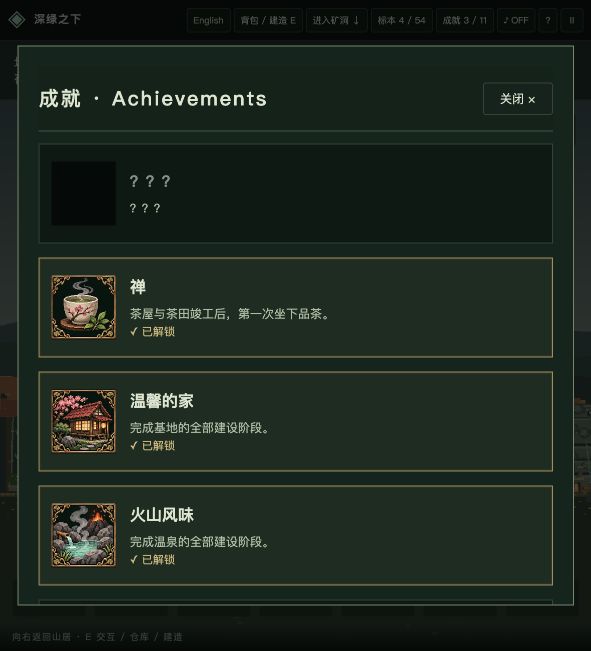 深绿之下
English
背包 / 建造 E
进入矿洞 ↓
标本 4 / 54
成就 3 / 11
♪ OFF
?
II
成就 · Achievements
关闭 ×
? ? ?
? ? ?
禅
茶屋与茶田竣工后，第一次坐下品茶。
✓ 已解锁
温馨的家
完成基地的全部建设阶段。
✓ 已解锁
火山风味
完成温泉的全部建设阶段。
✓ 已解锁
向右返回山居 · E 交互 / 仓库 / 建造